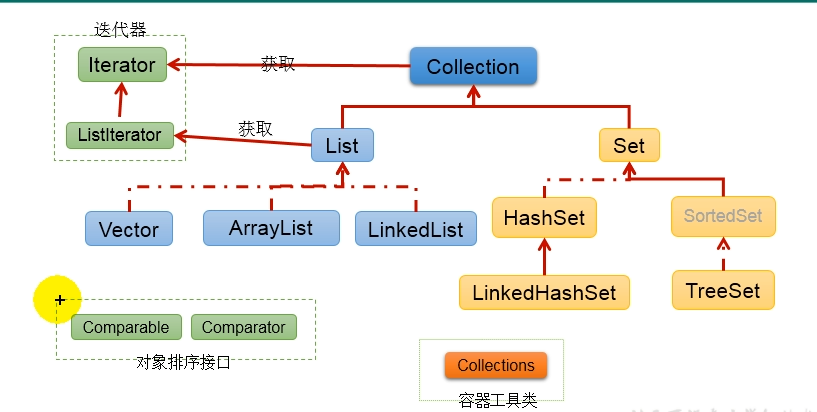 迭代器
Iterator
获取
Collection
ListIterator
获取
List
Set
Vector
ArrayList
LinkedList
HashSet
SortedSet
LinkedHashSet
TreeSet
Comparable
Comparator
对象排序接口
Collections
容器工具类